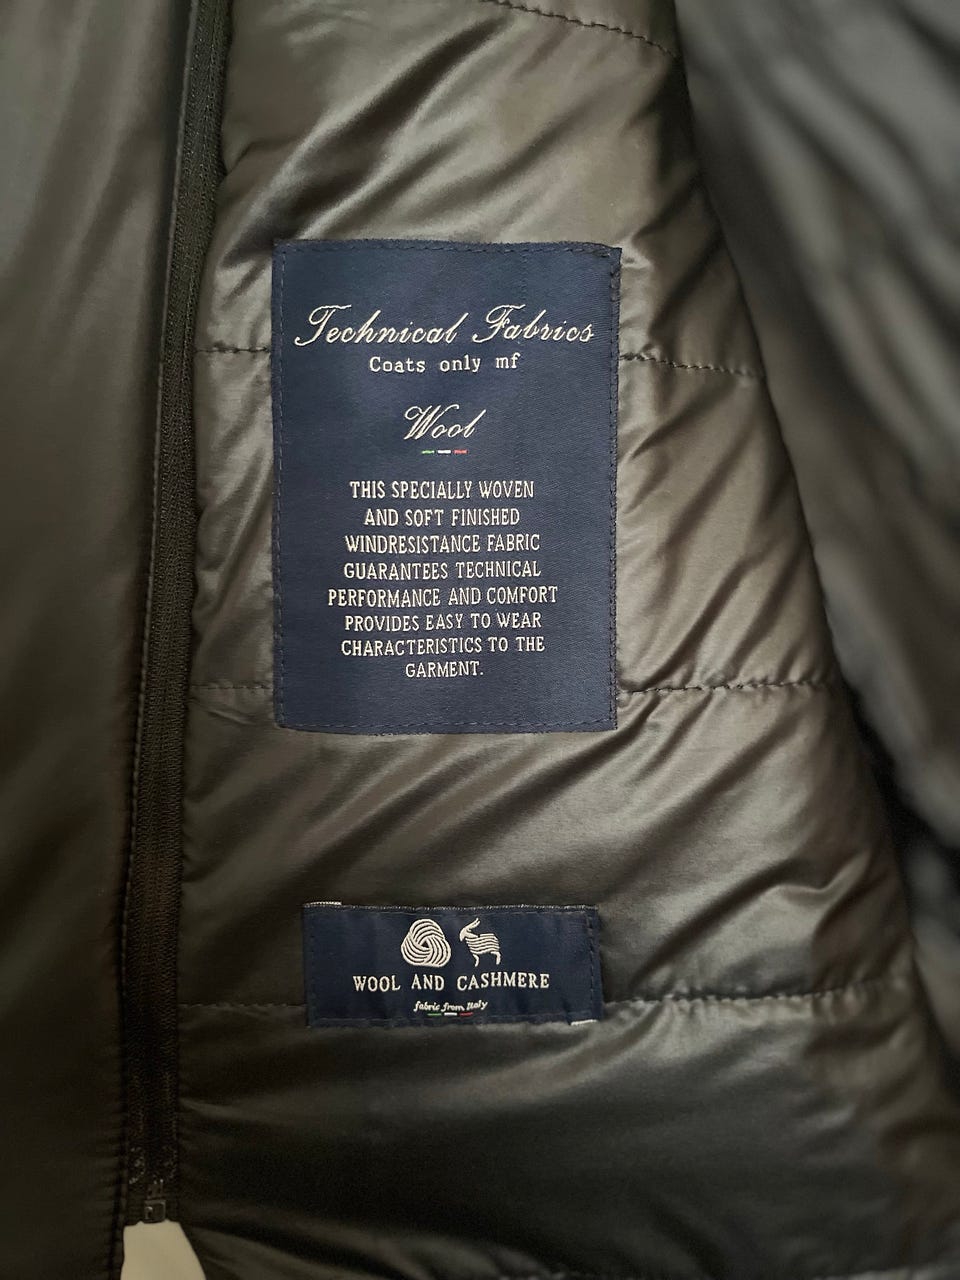 Technical Fabrics
Coats only mf
Wool
THIS SPECIALLY WOVEN
AND SOFT FINISHED
WINDRESISTANCE FABRIC
GUARANTEES TECHNICAL
PERFORMANCE AND COMFORT
PROVIDES EASY TO WEAR
CHARACTERISTICS TO THE
GARMENT.
WOOL AND CASHMERE
fabric from Italy